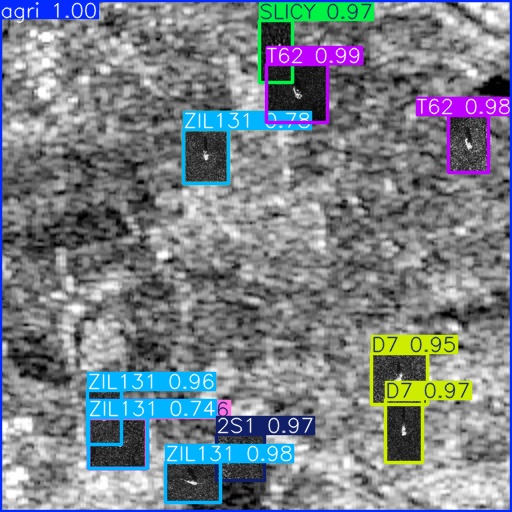 agri 1.00
SLICY 0.97
T62 0.99
T62 0.98
ZIL131 0.78
D7 0.95
D7 0.97
ZIL131 0.96
ZIL131 0.74 6
2S1 0.97
ZIL131 0.98